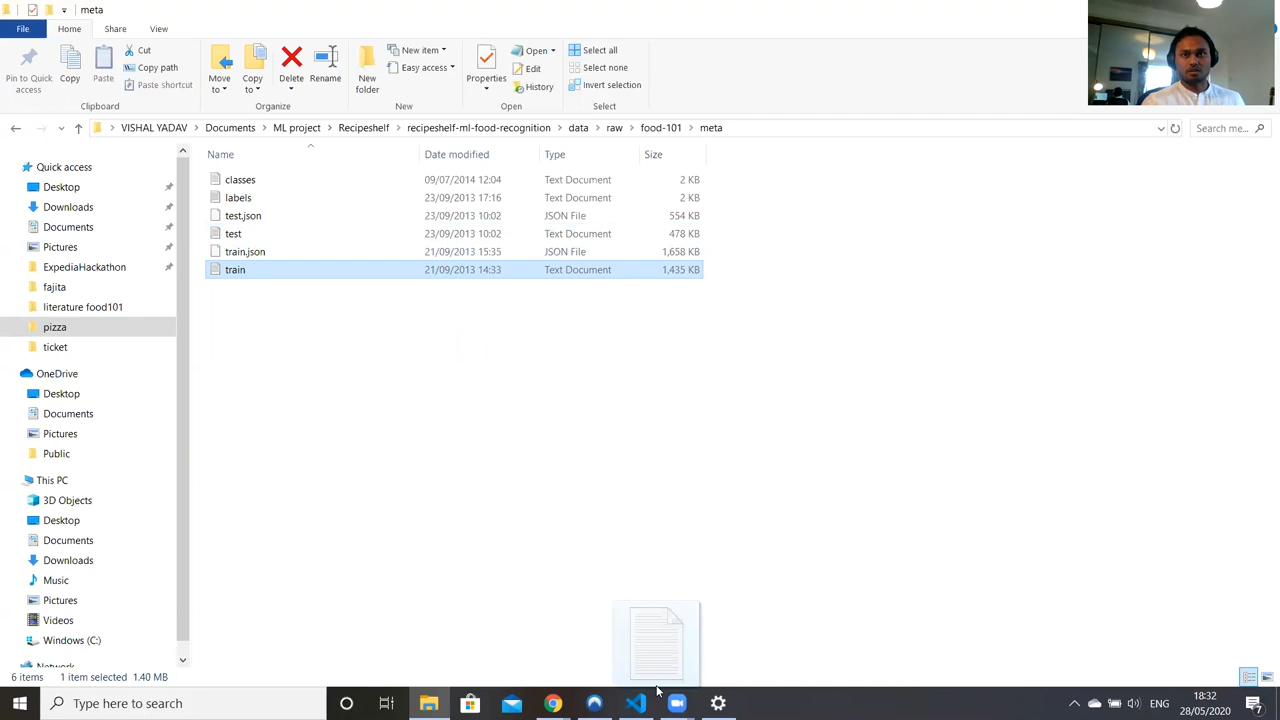 meta
File
Home
Share
View
Pin to Quick access
Copy
Paste
Cut
Copy path
Paste shortcut
Clipboard
Move to
Copy to
Delete
Rename
Organize
New folder
New item
Easy access
New
Properties
Open
Edit
History
Open
Select all
Select none
Invert selection
Select
VISHAL YADAV
Documents
ML project
Recipeshelf
recipeshelf-ml-food-recognition
data
raw
food-101
meta
Search me...
Name
Date modified
Type
Size
classes 09/07/2014 12:04 Text Document 2 KB
labels 23/09/2013 17:16 Text Document 2 KB
test.json 23/09/2013 10:02 JSON File 554 KB
test 23/09/2013 10:02 Text Document 478 KB
train.json 21/09/2013 15:35 JSON File 1,658 KB
train 21/09/2013 14:33 Text Document 1,435 KB
Quick access
Desktop
Downloads
Documents
Pictures
ExpediaHackathon
fajita
literature food101
pizza
ticket
OneDrive
Desktop
Documents
Pictures
Public
This PC
3D Objects
Desktop
Documents
Downloads
Music
Pictures
Videos
Windows (C:)
Network
6 items
1 item selected 1.40 MB
Type here to search
ENG
18:32
28/05/2020
7